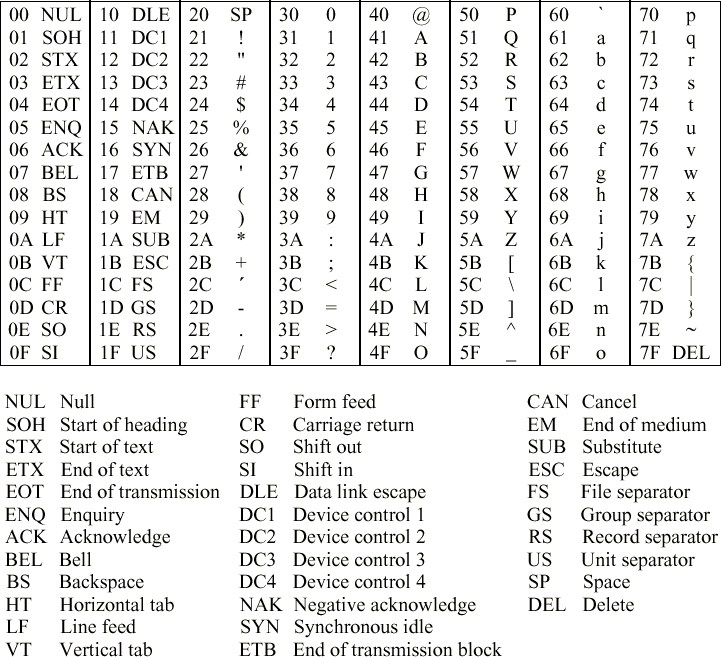 00 NUL 10 DLE 20 SP 30 0 40 @ 50 P 60 ` 70 p
01 SOH 11 DC1 21 ! 31 1 41 A 51 Q 61 a 71 q
02 STX 12 DC2 22 " 32 2 42 B 52 R 62 b 72 r
03 ETX 13 DC3 23 # 33 3 43 C 53 S 63 c 73 s
04 EOT 14 DC4 24 $ 34 4 44 D 54 T 64 d 74 t
05 ENQ 15 NAK 25 % 35 5 45 E 55 U 65 e 75 u
06 ACK 16 SYN 26 & 36 6 46 F 56 V 66 f 76 v
07 BEL 17 ETB 27 ' 37 7 47 G 57 W 67 g 77 w
08 BS 18 CAN 28 ( 38 8 48 H 58 X 68 h 78 x
09 HT 19 EM 29 ) 39 9 49 I 59 Y 69 i 79 y
0A LF 1A SUB 2A * 3A : 4A J 5A Z 6A j 7A z
0B VT 1B ESC 2B + 3B ; 4B K 5B [ 6B k 7B {
0C FF 1C FS 2C ´ 3C < 4C L 5C \ 6C l 7C |
0D CR 1D GS 2D - 3D = 4D M 5D ] 6D m 7D }
0E SO 1E RS 2E . 3E > 4E N 5E ^ 6E n 7E ~
0F SI 1F US 2F / 3F ? 4F O 5F _ 6F o 7F DEL
NUL Null FF Form feed CAN Cancel
SOH Start of heading CR Carriage return EM End of medium
STX Start of text SO Shift out SUB Substitute
ETX End of text SI Shift in ESC Escape
EOT End of transmission DLE Data link escape FS File separator
ENQ Enquiry DC1 Device control 1 GS Group separator
ACK Acknowledge DC2 Device control 2 RS Record separator
BEL Bell DC3 Device control 3 US Unit separator
BS Backspace DC4 Device control 4 SP Space
HT Horizontal tab NAK Negative acknowledge DEL Delete
LF Line feed SYN Synchronous idle
VT Vertical tab ETB End of transmission block